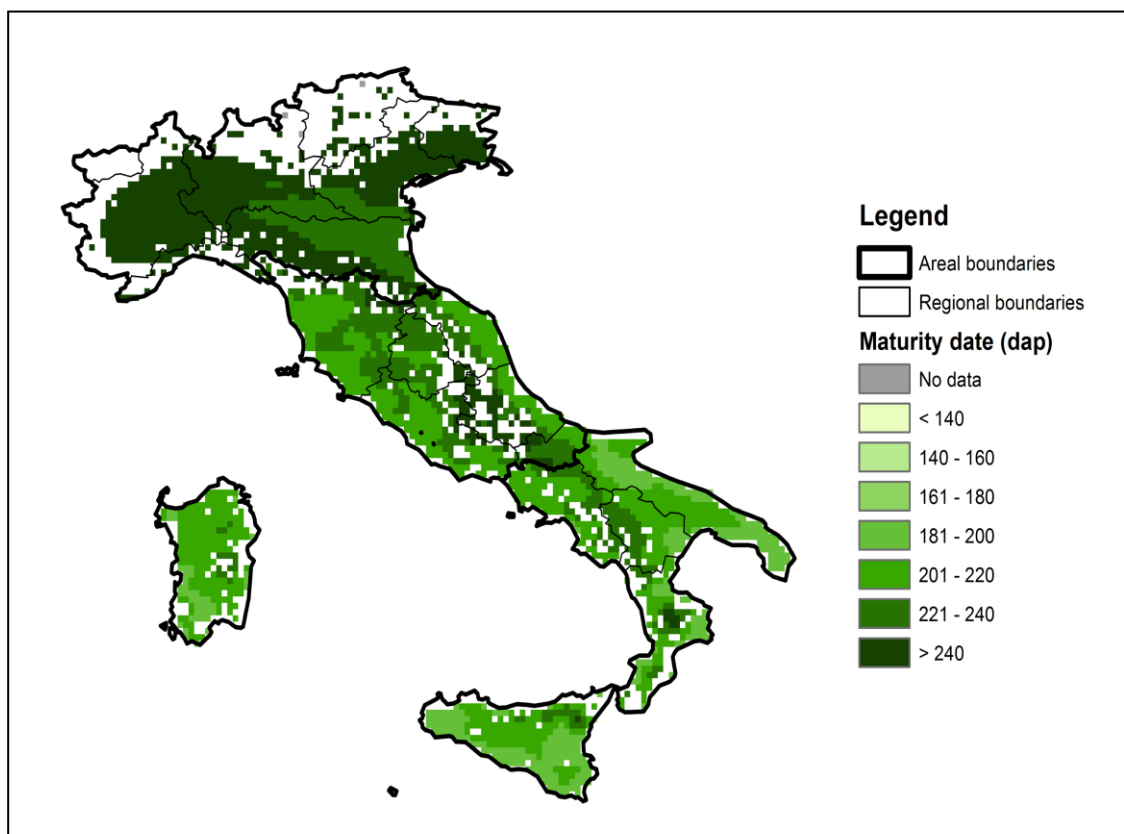 Legend
Areal boundaries
Regional boundaries
Maturity date (dap)
No data
< 140
140 - 160
161 - 180
181 - 200
201 - 220
221 - 240
> 240